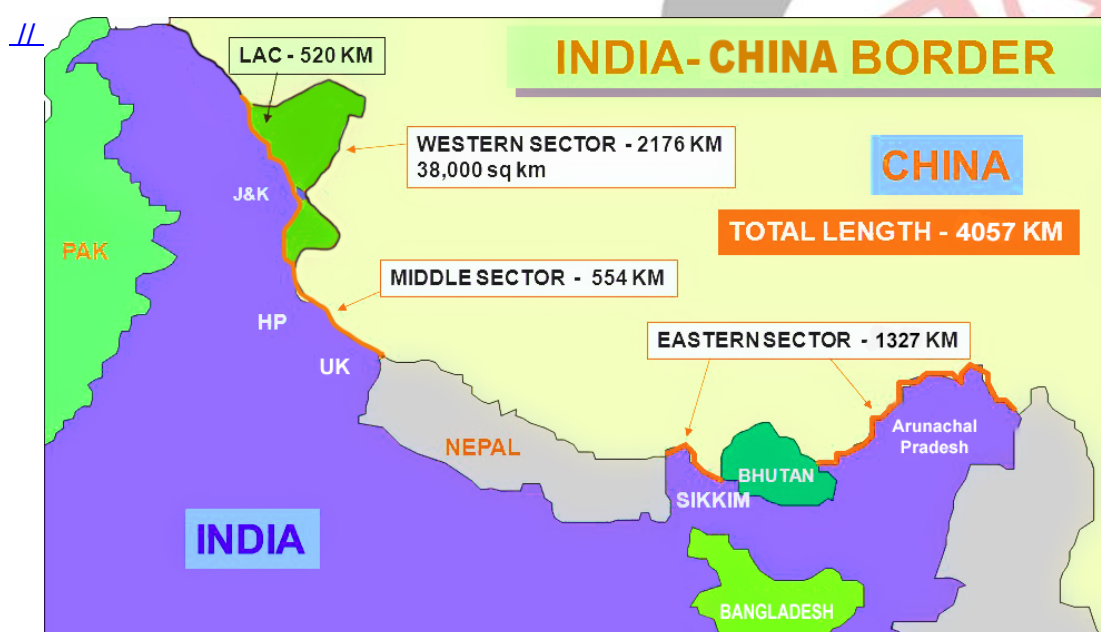 //
INDIA- CHINA BORDER
LAC - 520 KM
WESTERN SECTOR - 2176 KM
38,000 sq km
CHINA
J&K
TOTAL LENGTH - 4057 KM
PAK
MIDDLE SECTOR - 554 KM
HP
EASTERN SECTOR - 1327 KM
UK
Arunachal
Pradesh
NEPAL
BHUTAN
SIKKIM
INDIA
BANGLADESH